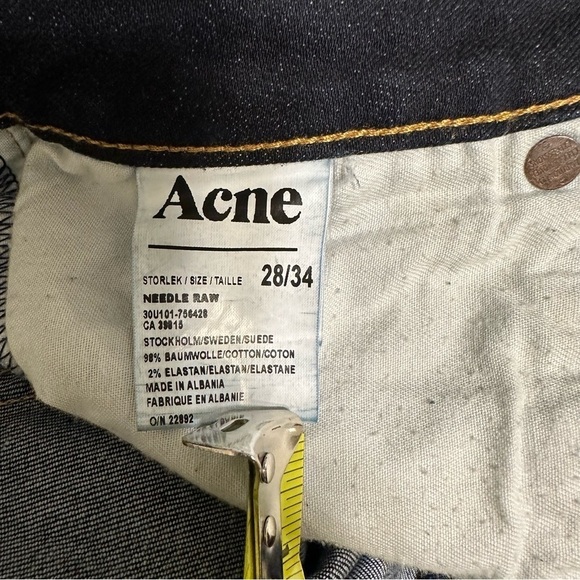 Acne
STORLEK / SIZE / TAILLE 28/34
NEEDLE RAW
30U101-756428
CA 39815
STOCKHOLM/SWEDEN/SUEDE
98% BAUMWOLLE/COTTON/COTON
2% ELASTAN/ELASTAN/ELASTANE
MADE IN ALBANIA
FABRIQUE EN ALBANIE
O/N 22892